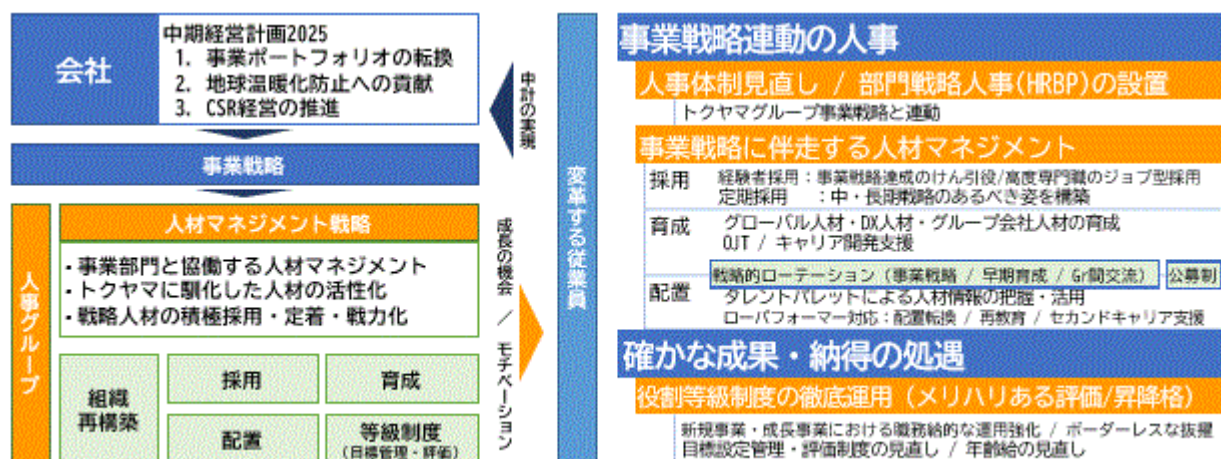 会社
中期経営計画2025
1. 事業ポートフォリオの転換
2. 地球温暖化防止への貢献
3. CSR経営の推進
事業戦略
人事グループ
人材マネジメント戦略
・事業部門と協働する人材マネジメント
・トクヤマに馴化した人材の活性化
・戦略人材の積極採用・定着・戦力化
組織
再構築
採用
育成
配置
等級制度
(目標管理・評価)
中計の実現
成長の機会 / モチベーション
変革する従業員
事業戦略連動の人事
人事体制見直し / 部門戦略人事(HRBP)の設置
トクヤマグループ事業戦略と連動
事業戦略に伴走する人材マネジメント
採用 経験者採用：事業戦略達成のけん引役/高度専門職のジョブ型採用
定期採用 ：中・長期戦略のあるべき姿を構築
育成 グローバル人材・DX人材・グループ会社人材の育成
OJT / キャリア開発支援
戦略的ローテーション（事業戦略 / 早期育成 / Gr間交流） 公募制
配置 タレントパレットによる人材情報の把握・活用
ローパフォーマー対応：配置転換 / 再教育 / セカンドキャリア支援
確かな成果・納得の処遇
役割等級制度の徹底運用（メリハリある評価/昇降格）
新規事業・成長事業における職務給的な運用強化 / ボーダーレスな抜擢
目標設定管理・評価制度の見直し / 年齢給の見直し